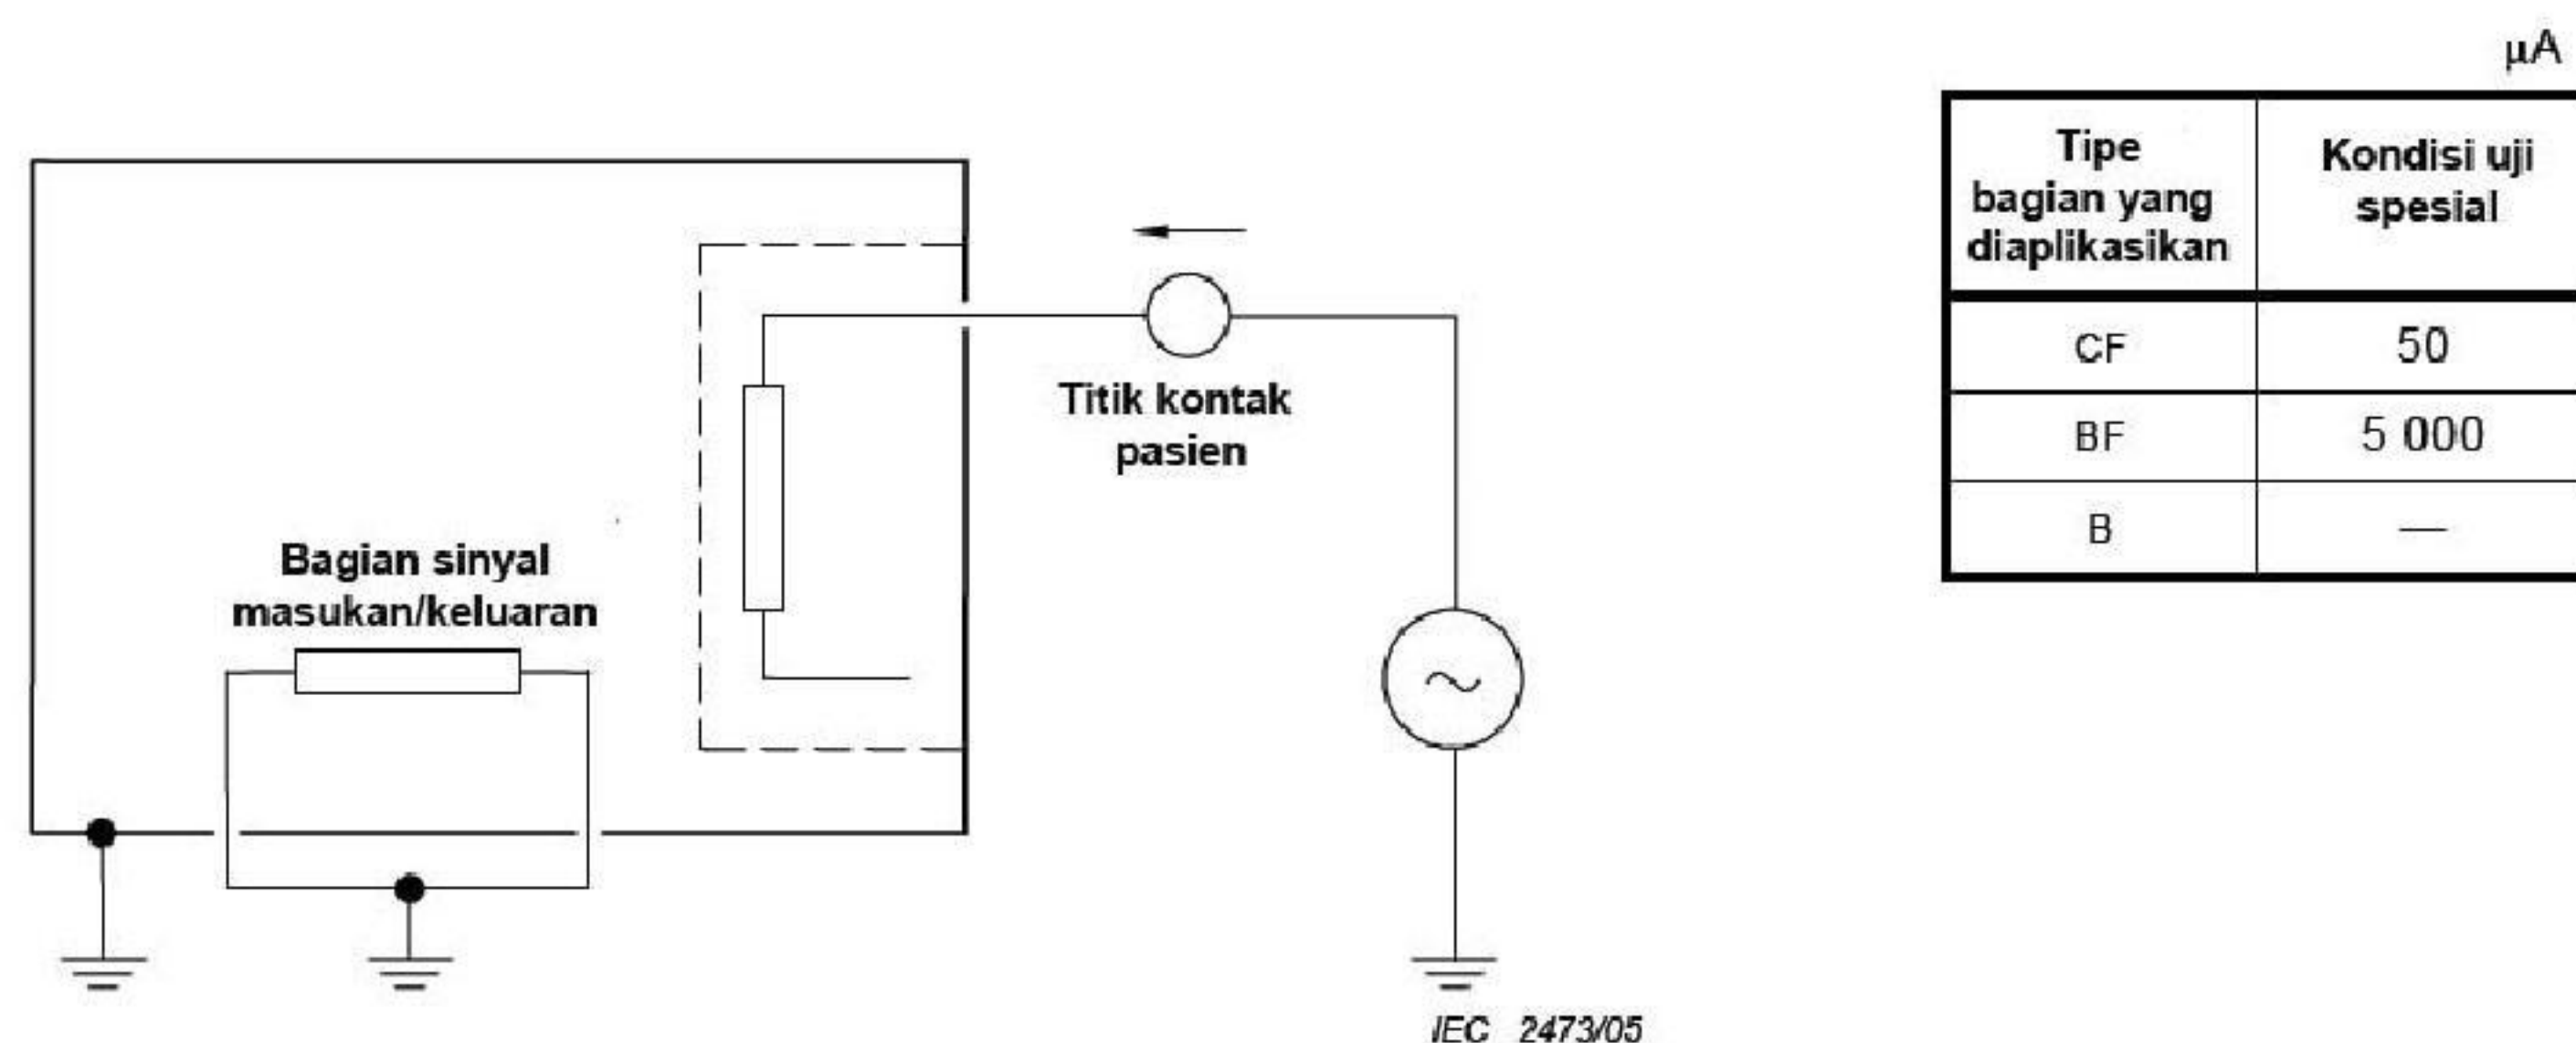 μA
Tipe
bagian yang
diaplikasikan
Kondisi uji
spesial
CF 50
BF 5 000
B —
Titik kontak
pasien
Bagian sinyal
masukan/keluaran
IEC 2473/05